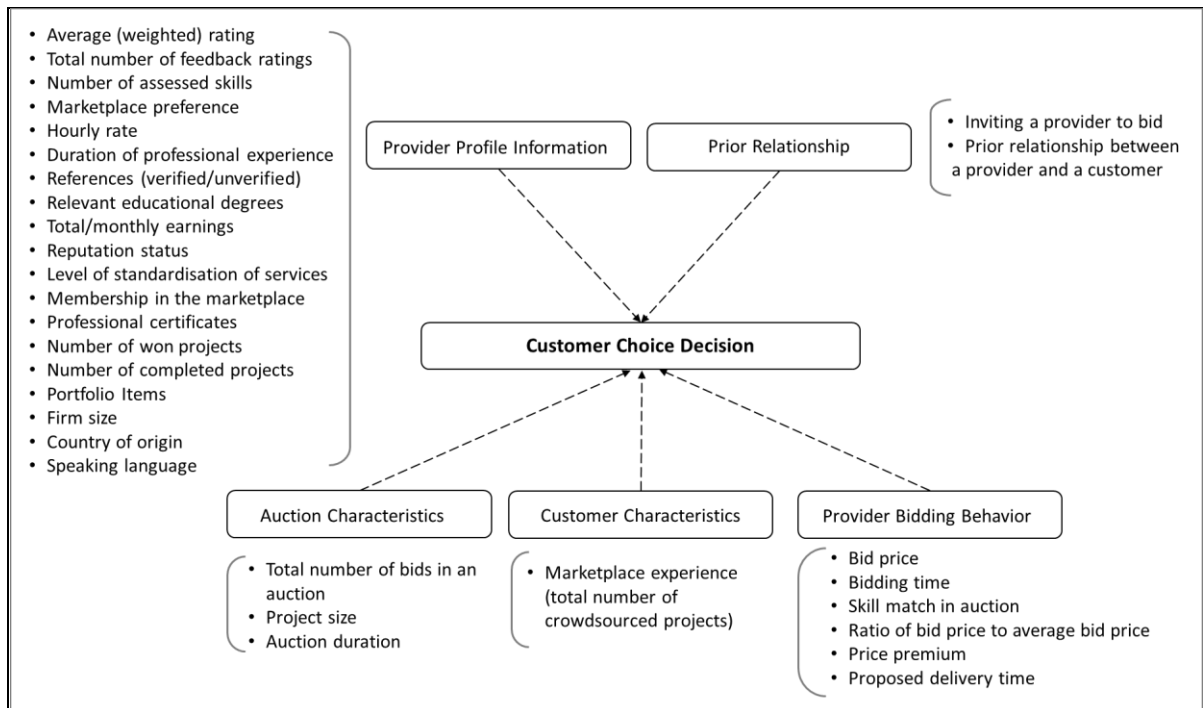 • Average (weighted) rating
• Total number of feedback ratings
• Number of assessed skills
• Marketplace preference
• Hourly rate
• Duration of professional experience
• References (verified/unverified)
• Relevant educational degrees
• Total/monthly earnings
• Reputation status
• Level of standardisation of services
• Membership in the marketplace
• Professional certificates
• Number of won projects
• Number of completed projects
• Portfolio Items
• Firm size
• Country of origin
• Speaking language
Provider Profile Information
Prior Relationship
• Inviting a provider to bid
• Prior relationship between
a provider and a customer
Customer Choice Decision
Auction Characteristics
• Total number of bids in an
auction
• Project size
• Auction duration
Customer Characteristics
• Marketplace experience
(total number of
crowdsourced projects)
Provider Bidding Behavior
• Bid price
• Bidding time
• Skill match in auction
• Ratio of bid price to average bid price
• Price premium
• Proposed delivery time